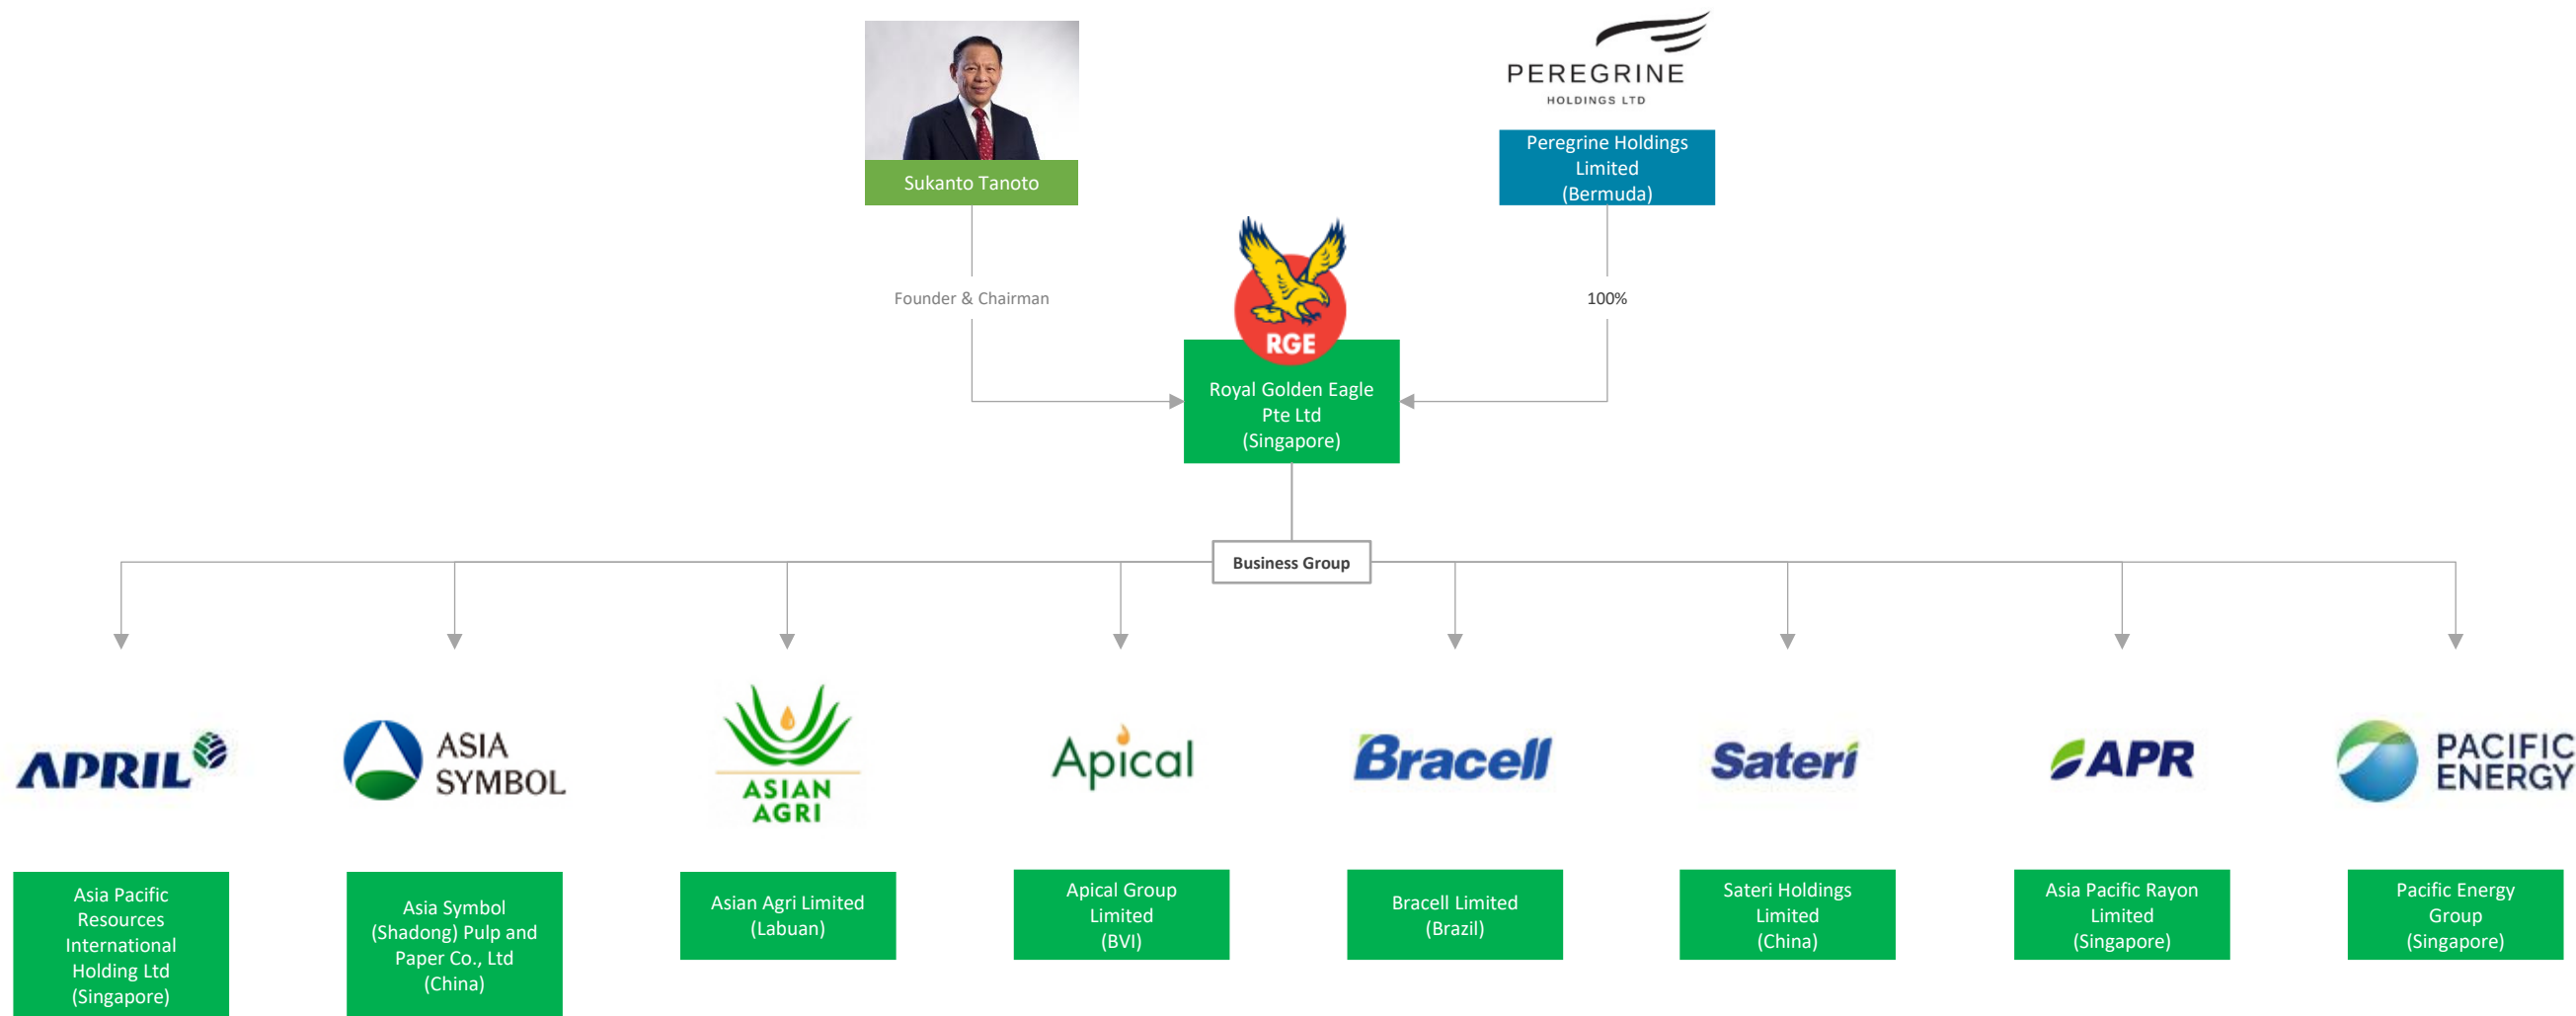 PEREGRINE
HOLDINGS LTD
Peregrine Holdings
Limited
(Bermuda)
Sukanto Tanoto
Founder & Chairman
100%
RGE
Royal Golden Eagle
Pte Ltd
(Singapore)
Business Group
APRIL
ASIA
SYMBOL
ASIAN
AGRI
Apical
Bracell
Sateri
APR
PACIFIC
ENERGY
Asia Pacific
Resources
International
Holding Ltd
(Singapore)
Asia Symbol
(Shadong) Pulp and
Paper Co., Ltd
(China)
Asian Agri Limited
(Labuan)
Apical Group
Limited
(BVI)
Bracell Limited
(Brazil)
Sateri Holdings
Limited
(China)
Asia Pacific Rayon
Limited
(Singapore)
Pacific Energy
Group
(Singapore)